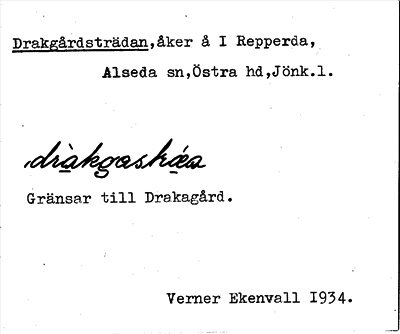 Drakgårdsträdan,åker å I Repperda,
Alseda sn,Östra hd,Jönk.l.
Gränsar till Drakagård.
Verner Ekenvall I934.